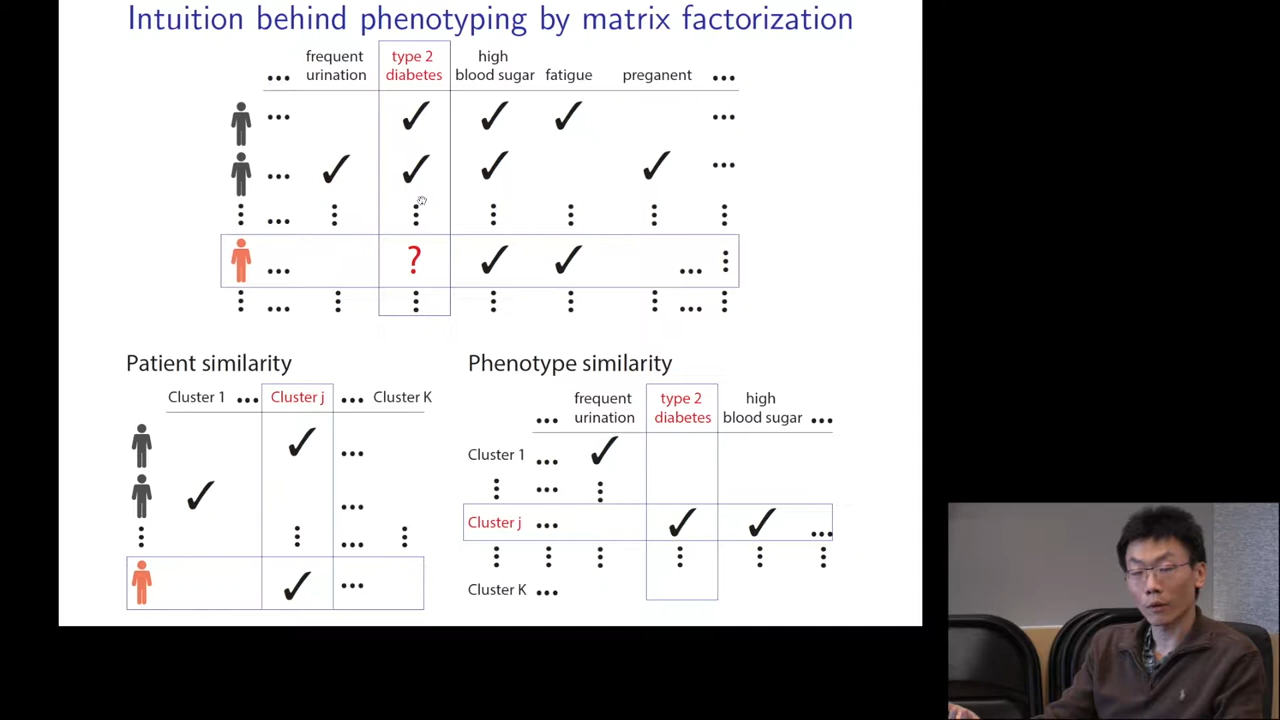 Intuition behind phenotyping by matrix factorization
... frequent urination type 2 diabetes high blood sugar fatigue preganent ...
?
Patient similarity
Cluster 1 ... Cluster j ... Cluster K
Phenotype similarity
... frequent urination type 2 diabetes high blood sugar ...
Cluster 1 ...
Cluster j ...
Cluster K ...